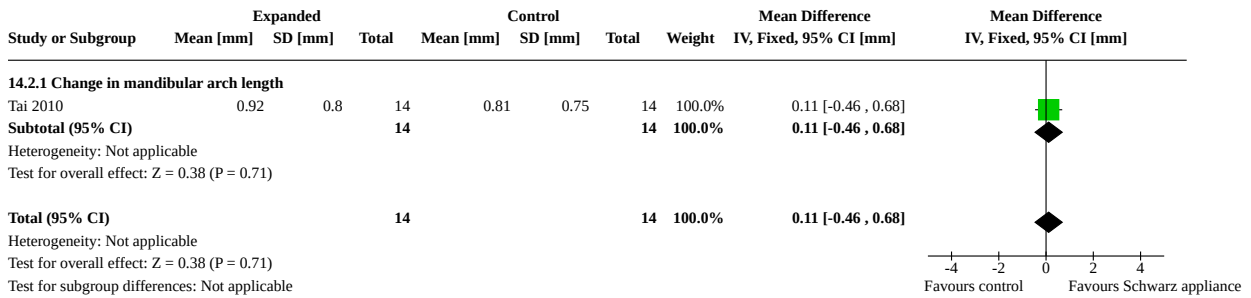 Expanded Control Mean Difference Mean Difference
Study or Subgroup Mean [mm] SD [mm] Total Mean [mm] SD [mm] Total Weight IV, Fixed, 95% CI [mm] IV, Fixed, 95% CI [mm]
14.2.1 Change in mandibular arch length
Tai 2010 0.92 0.8 14 0.81 0.75 14 100.0% 0.11 [-0.46 , 0.68]
Subtotal (95% CI) 14 14 100.0% 0.11 [-0.46 , 0.68]
Heterogeneity: Not applicable
Test for overall effect: Z = 0.38 (P = 0.71)
Total (95% CI) 14 14 100.0% 0.11 [-0.46 , 0.68]
Heterogeneity: Not applicable
Test for overall effect: Z = 0.38 (P = 0.71)
Test for subgroup differences: Not applicable
-4 -2 0 2 4
Favours control Favours Schwarz appliance